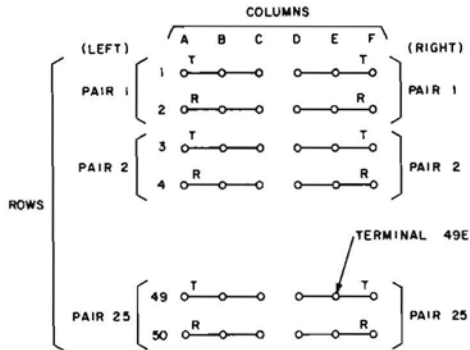 COLUMNS
(LEFT) A B C D E F (RIGHT)
T T
1
PAIR 1 PAIR 1
R R
2
T T
3
PAIR 2 PAIR 2
R R
4
ROWS
TERMINAL 49E
T T
49
PAIR 25 PAIR 25
R R
50